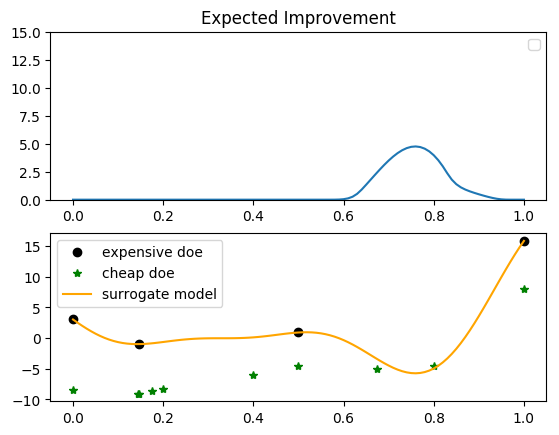 Expected Improvement
15.0
12.5
10.0
7.5
5.0
2.5
0.0
0.0 0.2 0.4 0.6 0.8 1.0
15
10
5
0
−5
−10
expensive doe
cheap doe
surrogate model
0.0 0.2 0.4 0.6 0.8 1.0